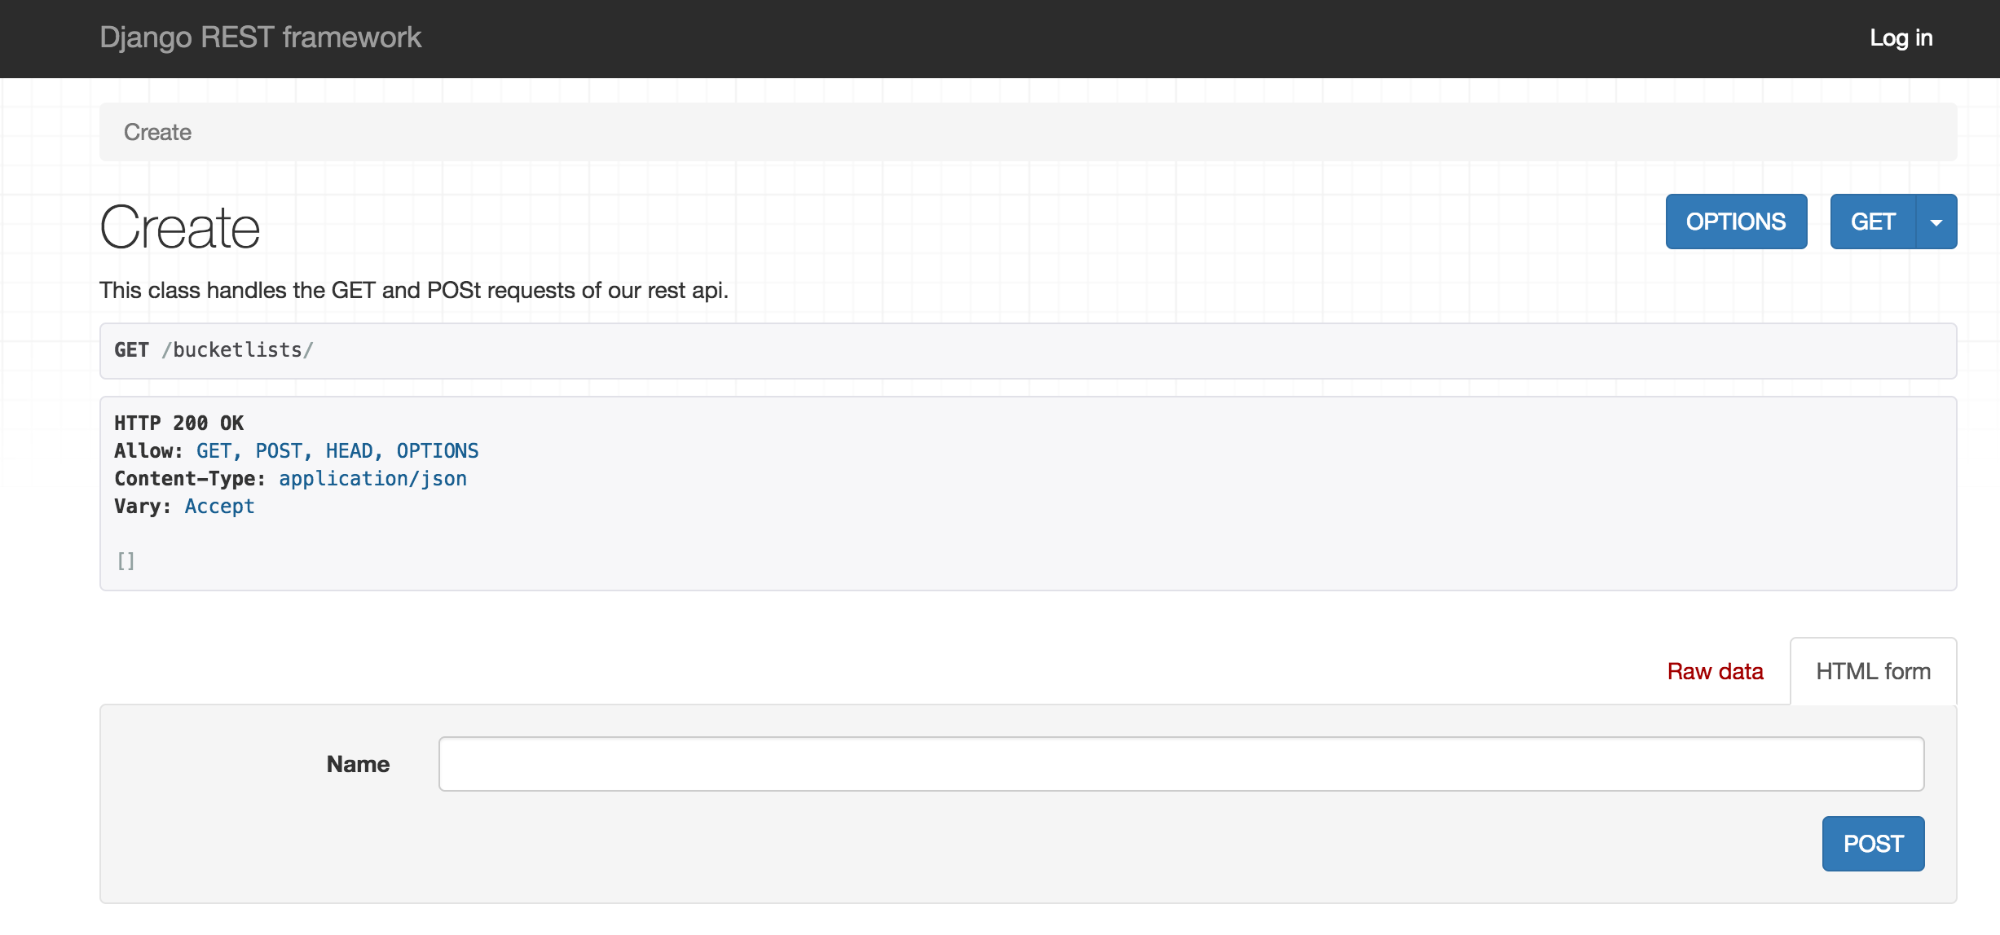 Django REST framework
Log in
Create
Create
OPTIONS
GET
This class handles the GET and POSt requests of our rest api.
GET /bucketlists/
HTTP 200 OK
Allow: GET, POST, HEAD, OPTIONS
Content-Type: application/json
Vary: Accept
[]
Raw data
HTML form
Name
POST